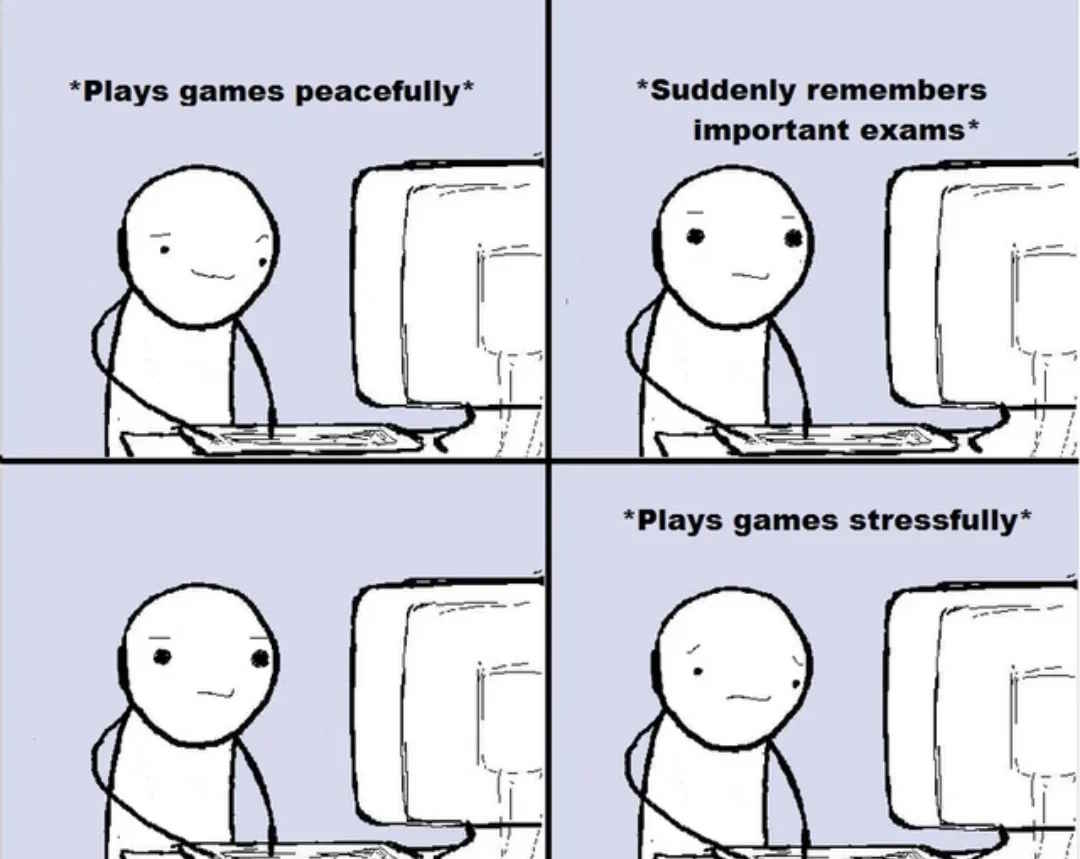 *Plays games peacefully*
*Suddenly remembers
important exams*
*Plays games stressfully*